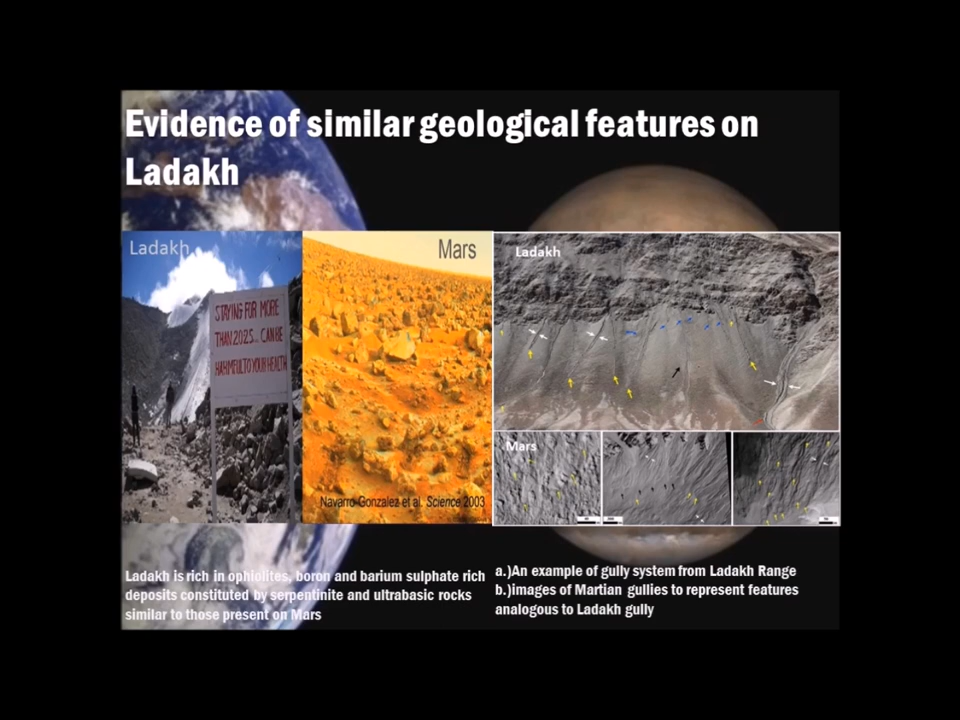 Evidence of similar geological features on
Ladakh
Ladakh
STAYING FOR MORE
THAN 20 25... CAN BE
HARMFUL TO YOUR HEALTH
Mars
Navarro-Gonzalez et al. Science 2003
Ladakh
Mars
Ladakh is rich in ophiolites, boron and barium sulphate rich
deposits constituted by serpentinite and ultrabasic rocks
similar to those present on Mars
a.)An example of gully system from Ladakh Range
b.)images of Martian gullies to represent features
analogous to Ladakh gully